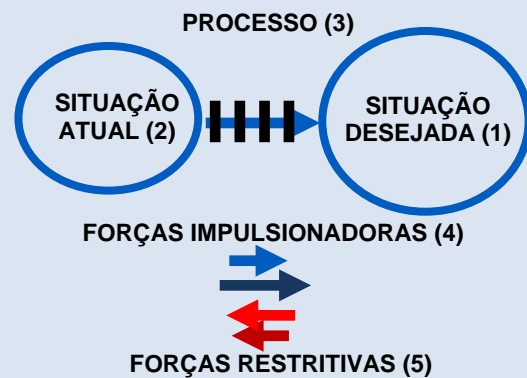 PROCESSO (3)
SITUAÇÃO
ATUAL (2)
SITUAÇÃO
DESEJADA (1)
FORÇAS IMPULSIONADORAS (4)
FORÇAS RESTRITIVAS (5)